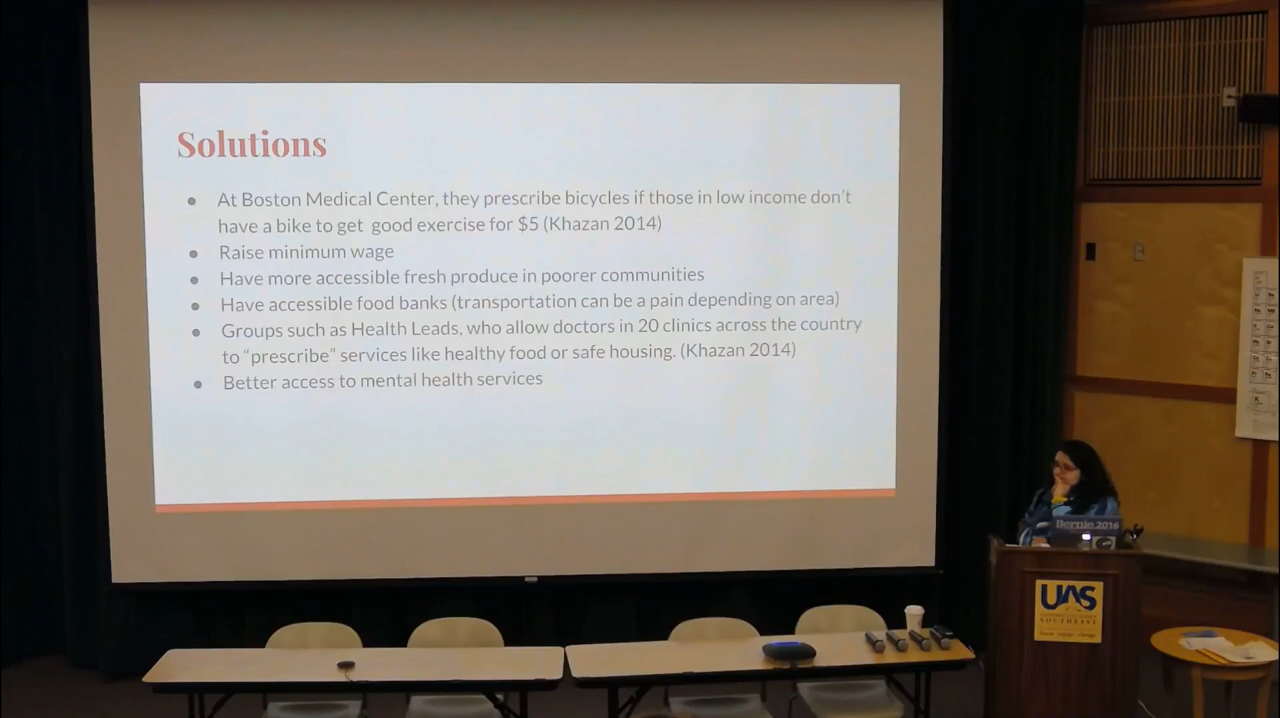 Solutions
At Boston Medical Center, they prescribe bicycles if those in low income don't
have a bike to get good exercise for $5 (Khazan 2014)
Raise minimum wage
Have more accessible fresh produce in poorer communities
Have accessible food banks (transportation can be a pain depending on area)
Groups such as Health Leads, who allow doctors in 20 clinics across the country
to “prescribe” services like healthy food or safe housing. (Khazan 2014)
Better access to mental health services
Bernie 2016
UAS
SOUTHEAST